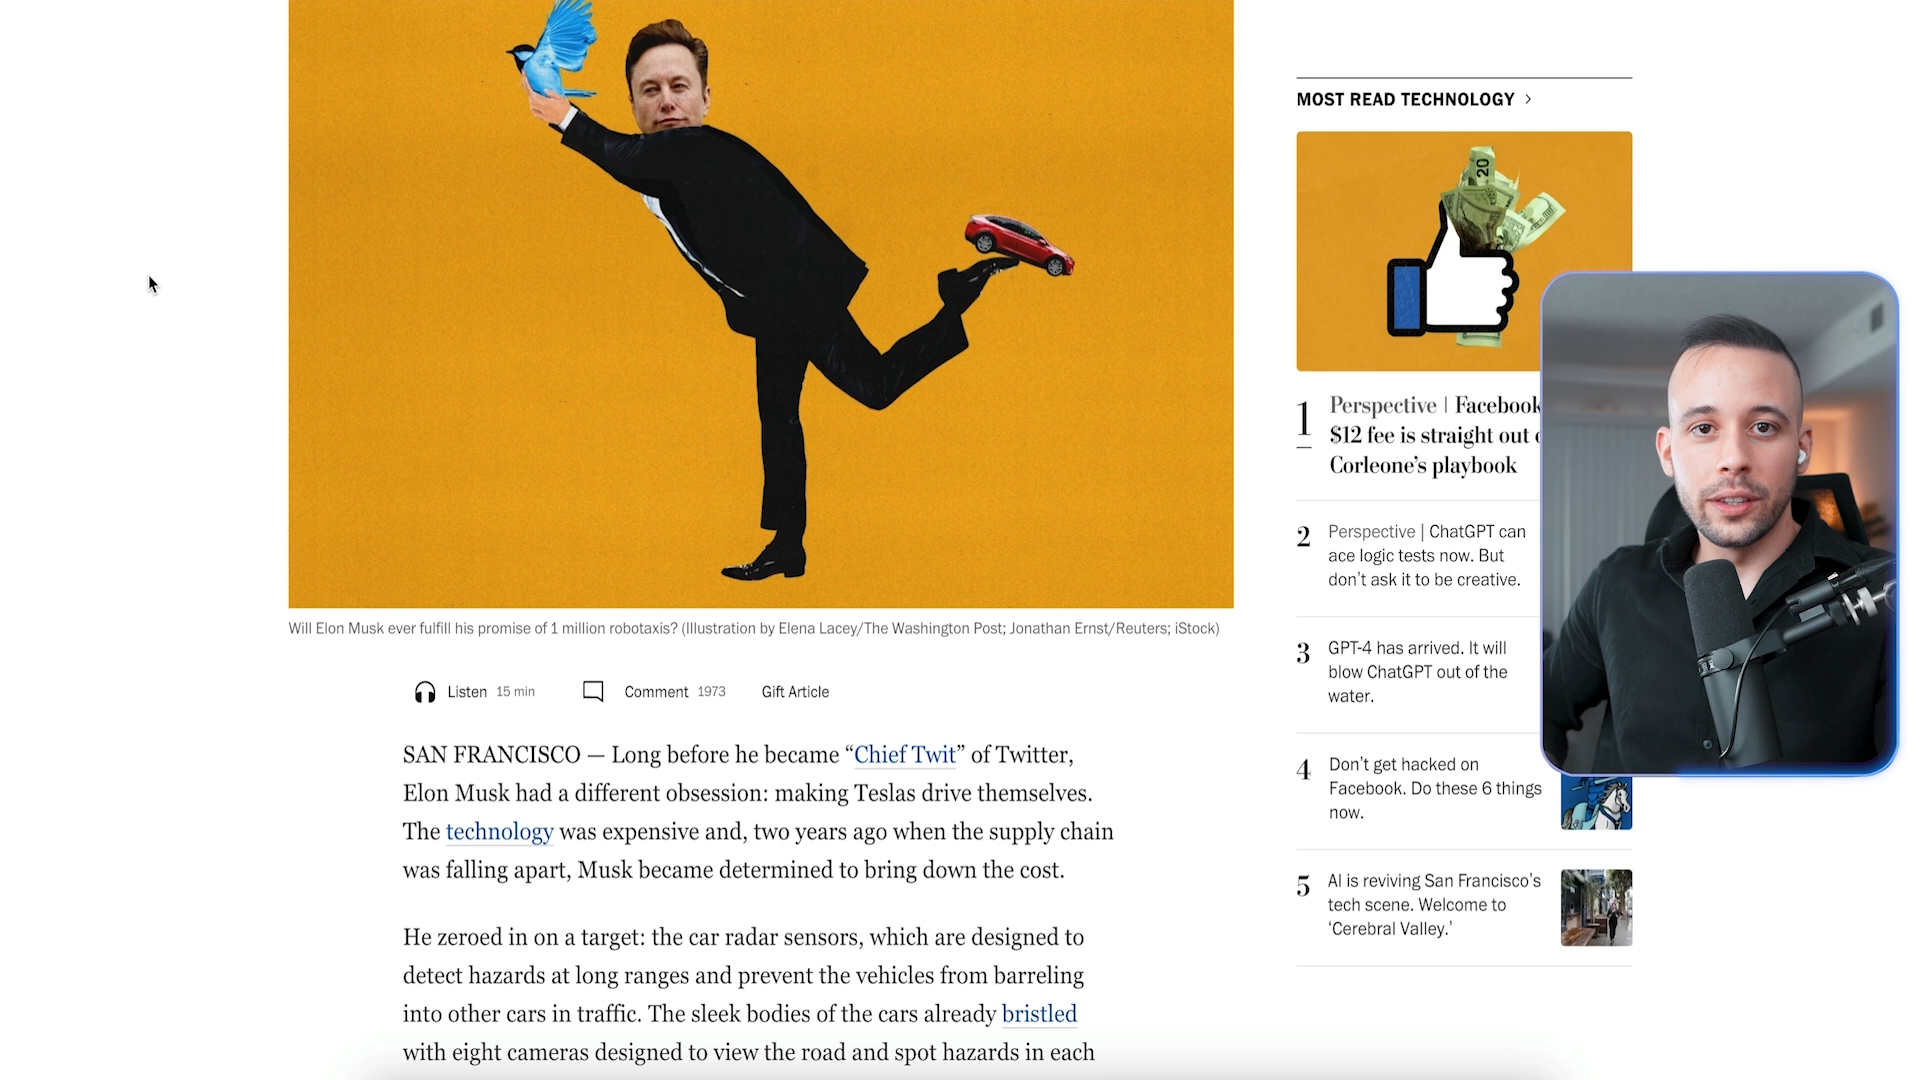 Will Elon Musk ever fulfill his promise of 1 million robotaxis? (Illustration by Elena Lacey/The Washington Post; Jonathan Ernst/Reuters; iStock)
Listen 15 min Comment 1973 Gift Article
SAN FRANCISCO — Long before he became “Chief Twit” of Twitter,
Elon Musk had a different obsession: making Teslas drive themselves.
The technology was expensive and, two years ago when the supply chain
was falling apart, Musk became determined to bring down the cost.
He zeroed in on a target: the car radar sensors, which are designed to
detect hazards at long ranges and prevent the vehicles from barreling
into other cars in traffic. The sleek bodies of the cars already bristled
with eight cameras designed to view the road and spot hazards in each
MOST READ TECHNOLOGY >
20
1 Perspective | Facebook
$12 fee is straight out
Corleone’s playbook
2 Perspective | ChatGPT can
ace logic tests now. But
don’t ask it to be creative.
3 GPT-4 has arrived. It will
blow ChatGPT out of the
water.
4 Don’t get hacked on
Facebook. Do these 6 things
now.
5 AI is reviving San Francisco’s
tech scene. Welcome to
‘Cerebral Valley.’